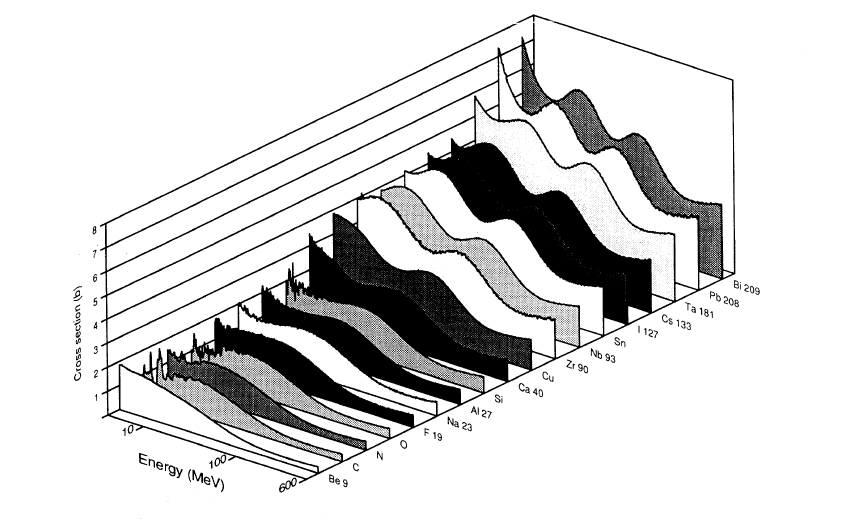 8
7
6
5
4
3
2
1
Cross section (b)
10
100
600
Energy (MeV)
Be 9
C
N
O
F 19
Na 23
Al 27
Si
Ca 40
Cu
Zr 90
Nb 93
Sn
I 127
Cs 133
Ta 181
Pb 208
Bi 209